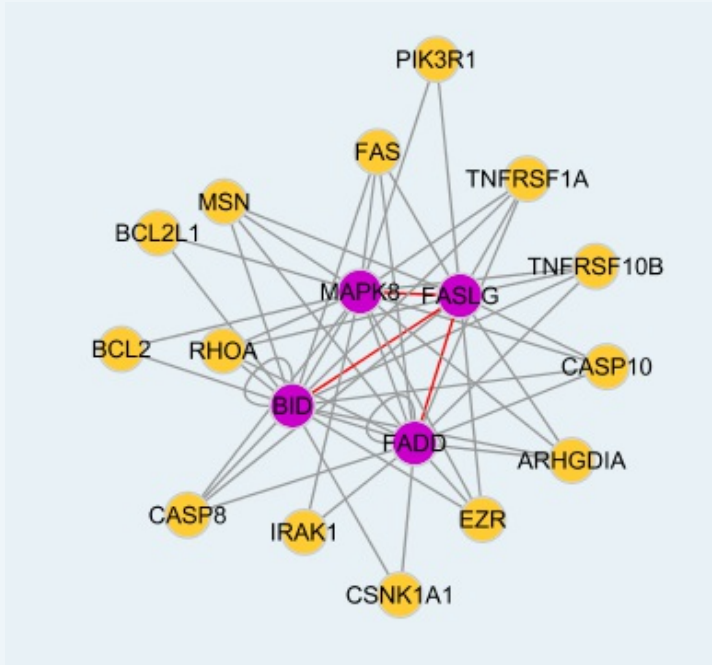 PIK3R1
FAS
TNFRSF1A
MSN
BCL2L1
TNFRSF10B
MAPK8
FASLG
BCL2
RHOA
CASP10
BID
FADD
ARHGDIA
CASP8
IRAK1
EZR
CSNK1A1